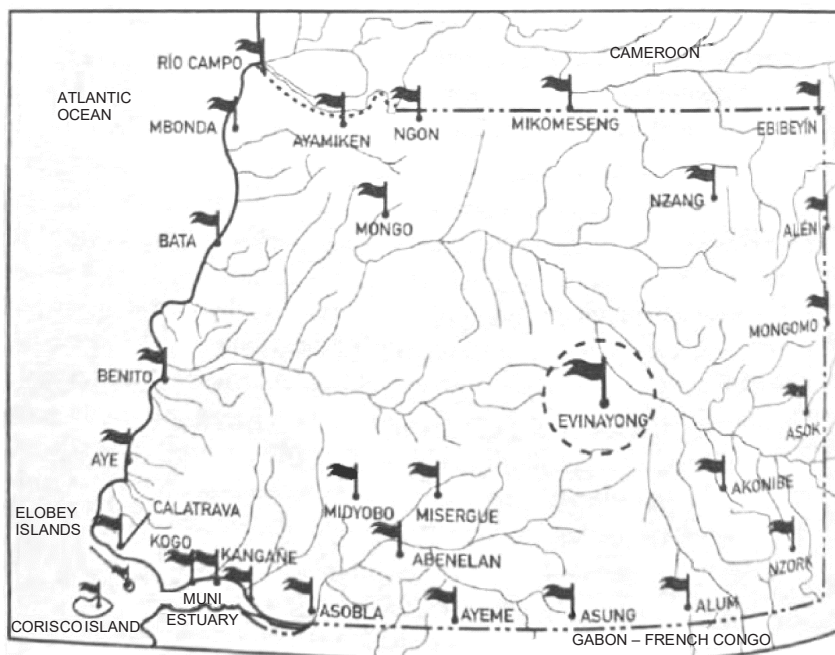 CAMEROON
RÍO CAMPO
ATLANTIC
OCEAN
MBONDA
AYAMIKEN
NGON
MIKOMESENG
EBIBEYÍN
NZANG
ALÉN
MONGO
BATA
MONGOMO
BENITO
EVINAYONG
ASOK
AYE
AKONIBE
MIDYOBO
MISERGUE
ELOBEY
ISLANDS
CALATRAVA
KOGO
KANGAÑE
ABENELAN
NZORK
MUNI
ESTUARY
ASOBLA
AYEME
ASUNG
ALUM
CORISCO ISLAND
GABON – FRENCH CONGO